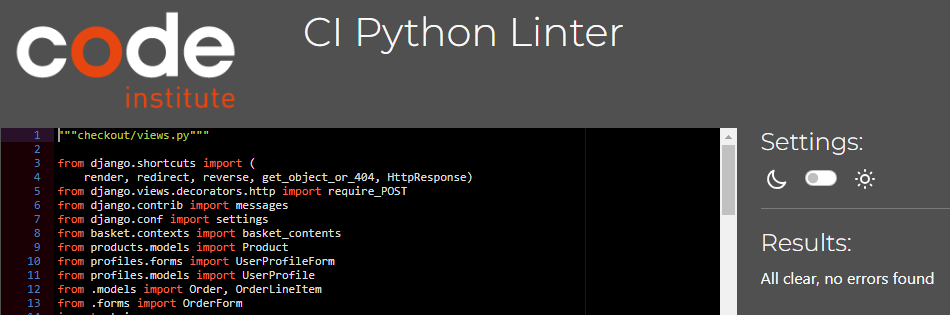 code
institute
CI Python Linter
1 """checkout/views.py"""
2
3 from django.shortcuts import (
4 render, redirect, reverse, get_object_or_404, HttpResponse)
5 from django.views.decorators.http import require_POST
6 from django.contrib import messages
7 from django.conf import settings
8 from basket.contexts import basket_contents
9 from products.models import Product
10 from profiles.forms import UserProfileForm
11 from profiles.models import UserProfile
12 from .models import Order, OrderLineItem
13 from .forms import OrderForm
Settings:
Results:
All clear, no errors found